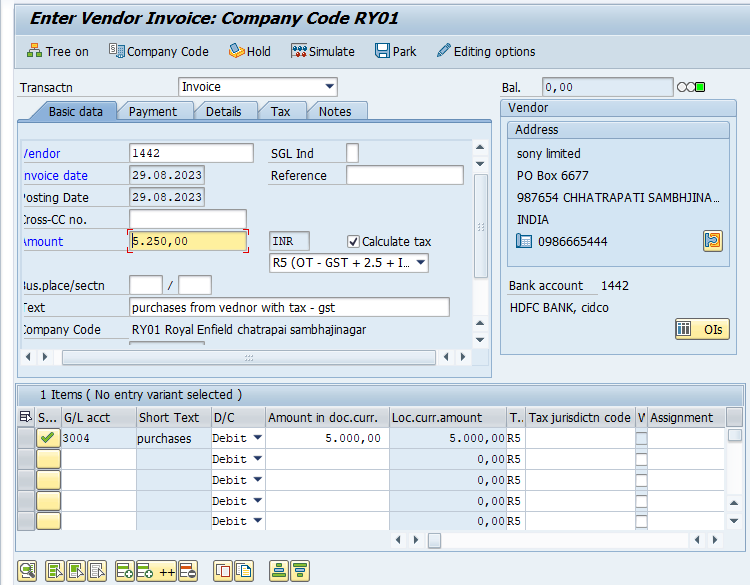 Enter Vendor Invoice: Company Code RY01
Tree on Company Code Hold Simulate Park Editing options
Transactn Invoice Bal. 0,00
Basic data Payment Details Tax Notes
Vendor
Address
Vendor 1442 SGL Ind
Invoice date 29.08.2023 Reference
Posting Date 29.08.2023
Cross-CC no.
Amount 5.250,00 INR Calculate tax
R5 (OT - GST + 2.5 + I...
Bus.place/sectn /
Text purchases from vednor with tax - gst
Company Code RY01 Royal Enfield chatrapai sambhajinagar
sony limited
PO Box 6677
987654 CHHATRAPATI SAMBHJINA...
INDIA
0986665444
Bank account 1442
HDFC BANK, cidco
OIs
1 Items ( No entry variant selected )
S... G/L acct Short Text D/C Amount in doc.curr. Loc.curr.amount T.. Tax jurisdictn code V Assignment
3004 purchases Debit 5.000,00 5.000,00 R5
Debit 0,00 R5
Debit 0,00 R5
Debit 0,00 R5
Debit 0,00 R5